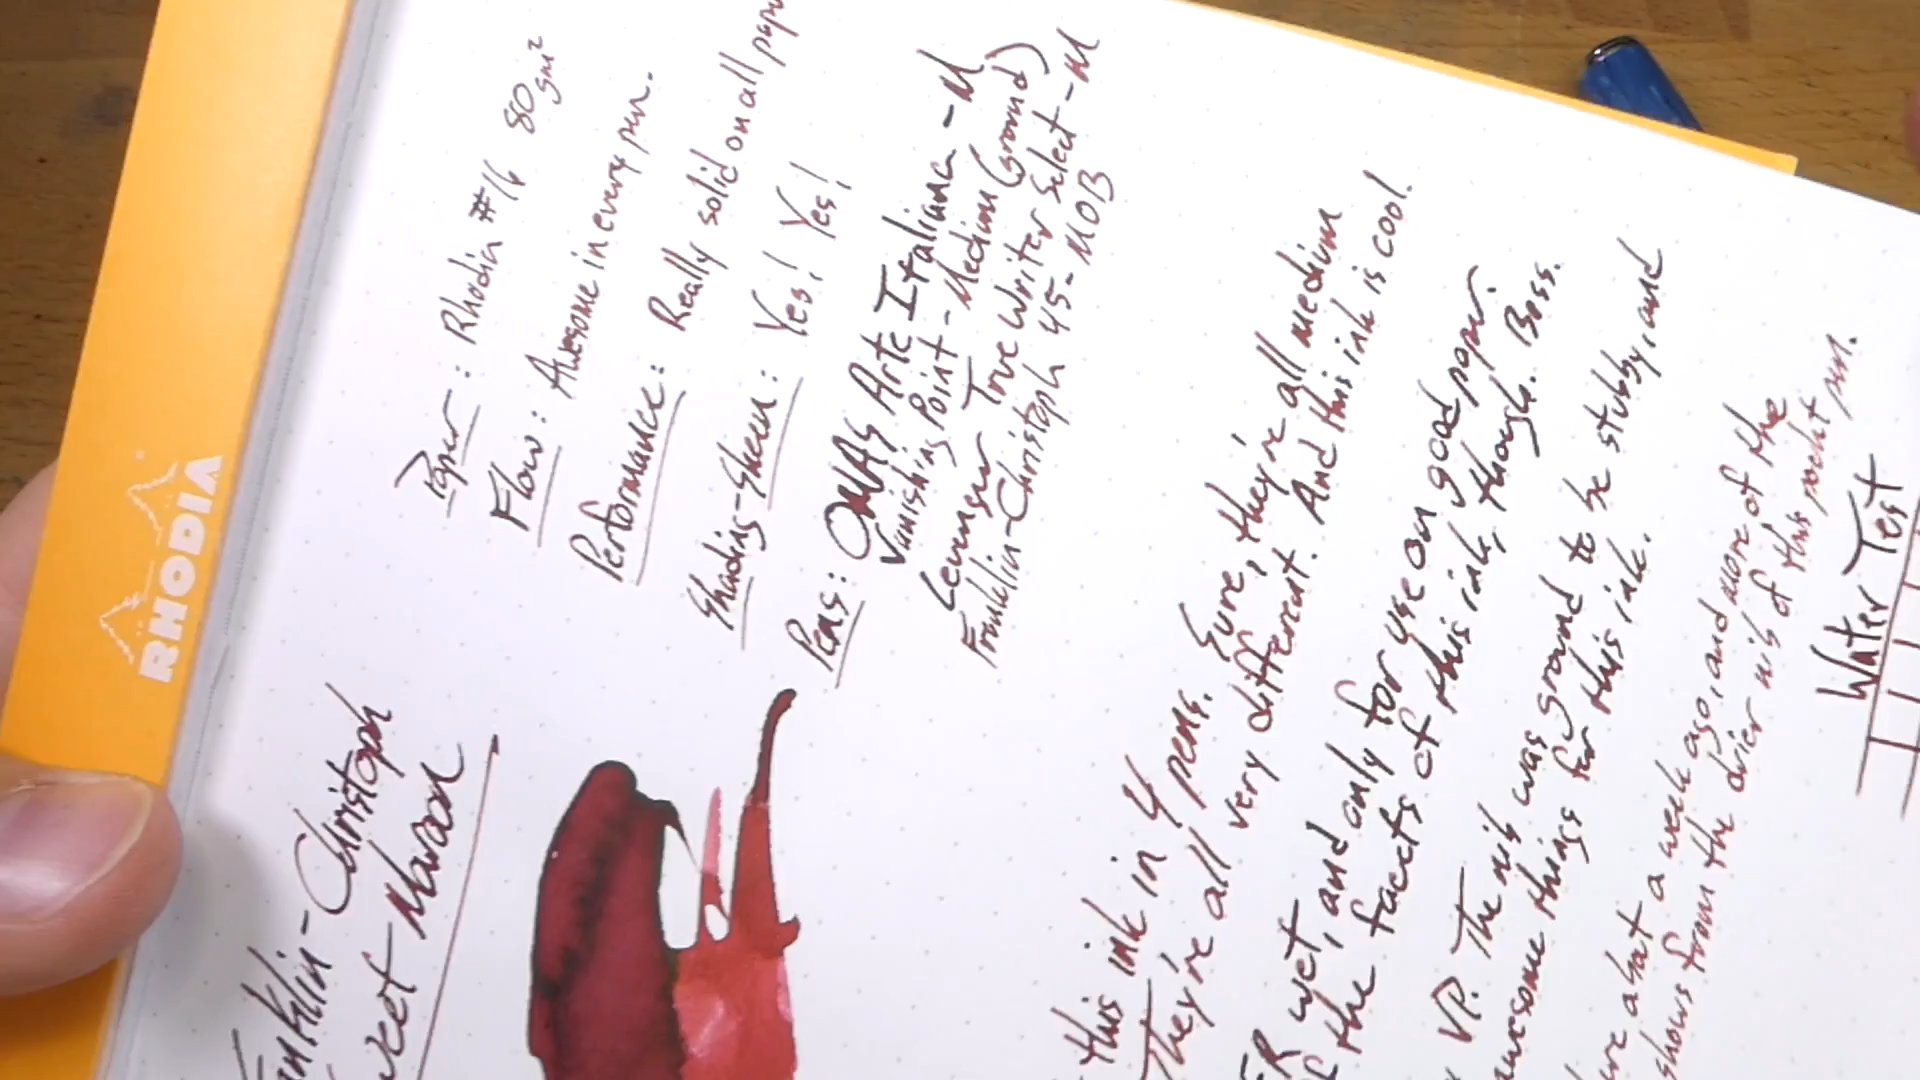 RHODIA
Franklin-Christoph
Sweet Maroon
Paper: Rhodia #16 80gm²
Flow: Awesome in every pen.
Performance: Really solid on all
Shading-Sheen: Yes! Yes!
Pens: OMAS Arte Italiana - M
Vanishing Point - Medium (ground)
Levenger True Writer Select - M
Franklin-Christoph 45 - MOB
this ink in 4 pens. Sure, they're all medium
They're all very different. And this ink is cool.
wet, and only for use on good paper.
the facets of this ink, though. Boss.
VP. The nib was ground to be stubby, and
awesome things for this ink.
about a week ago, and more of the
shows from the drier nib of this pocket pen.
Water Test